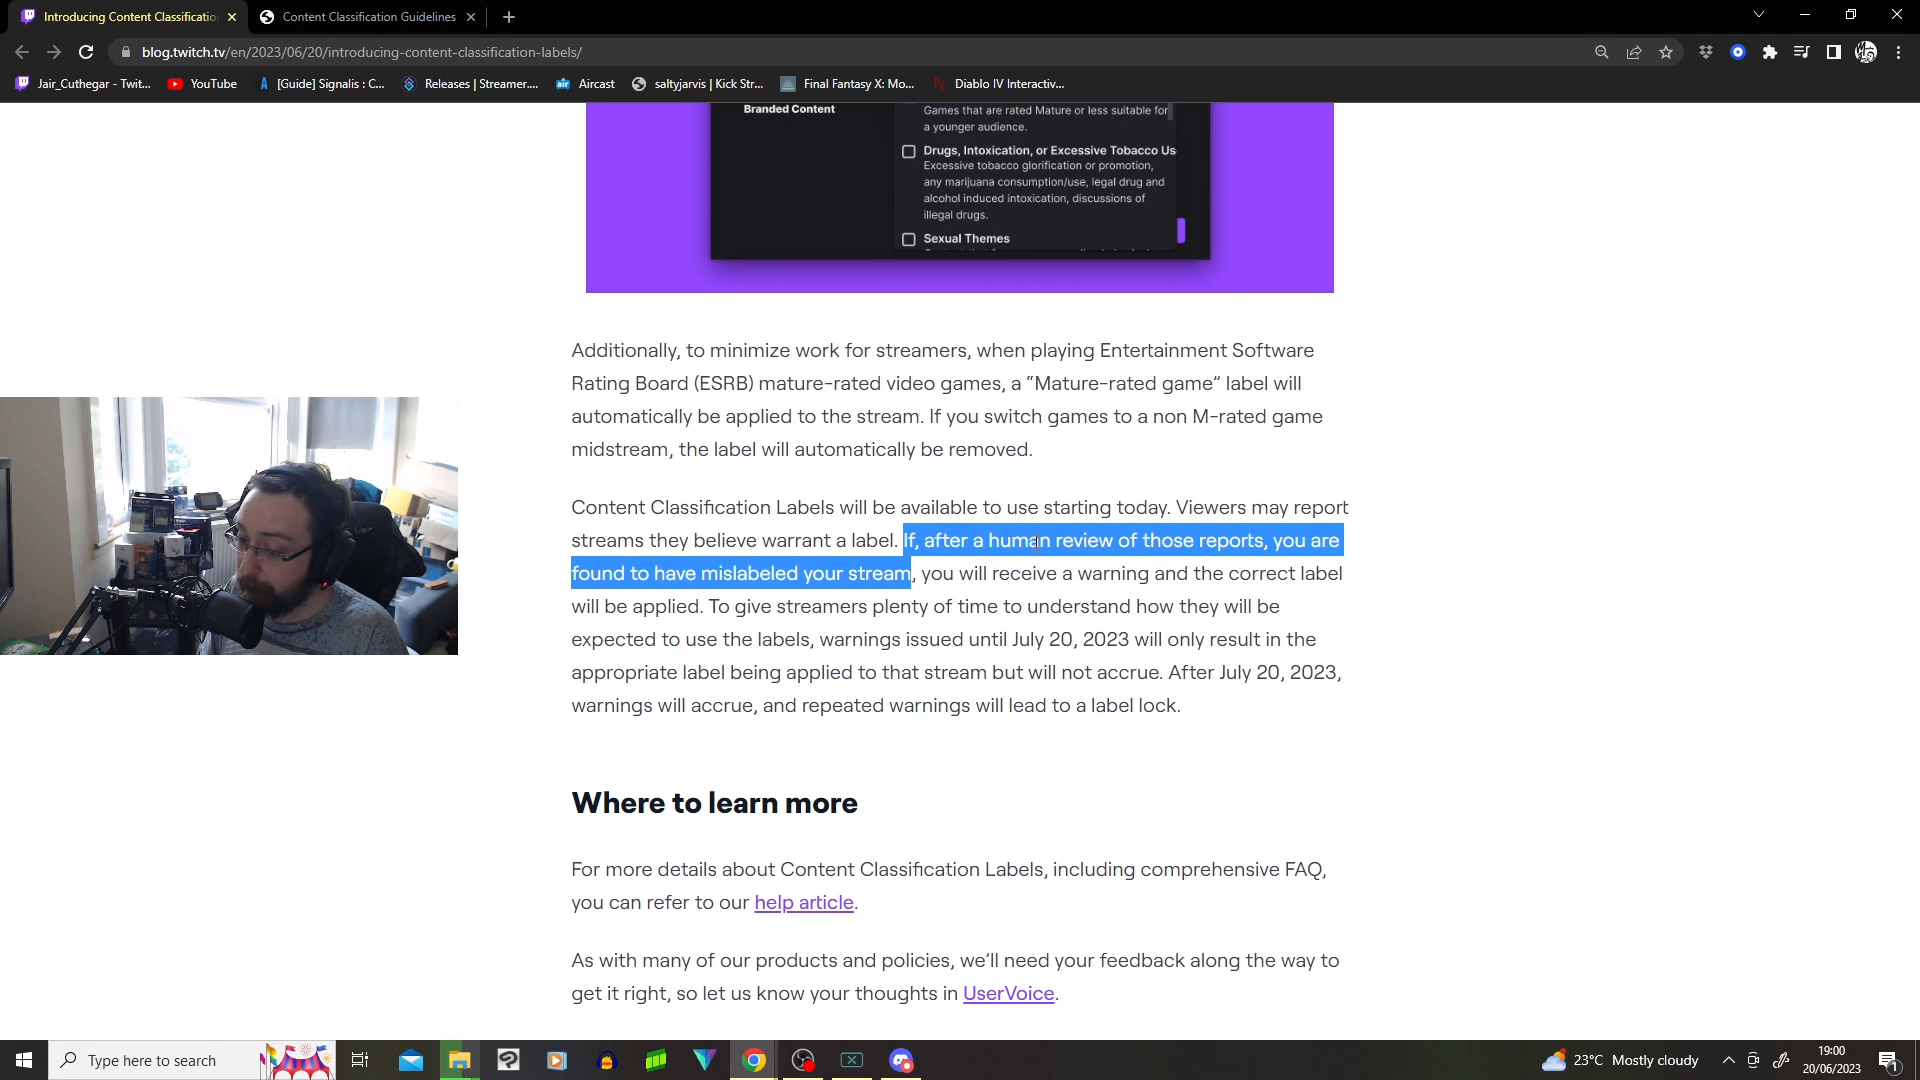 Introducing Content Classificatio
Content Classification Guidelines
blog.twitch.tv/en/2023/06/20/introducing-content-classification-labels/
Jair_Cuthegar - Twit...
YouTube
[Guide] Signalis : C...
Releases | Streamer....
air
Aircast
saltyjarvis | Kick Str...
Final Fantasy X: Mo...
Diablo IV Interactiv...
Branded Content
Games that are rated Mature or less suitable for
a younger audience.
Drugs, Intoxication, or Excessive Tobacco Us
Excessive tobacco glorification or promotion,
any marijuana consumption/use, legal drug and
alcohol induced intoxication, discussions of
illegal drugs.
Sexual Themes
Additionally, to minimize work for streamers, when playing Entertainment Software
Rating Board (ESRB) mature-rated video games, a "Mature-rated game" label will
automatically be applied to the stream. If you switch games to a non M-rated game
midstream, the label will automatically be removed.
Content Classification Labels will be available to use starting today. Viewers may report
streams they believe warrant a label. If, after a human review of those reports, you are
found to have mislabeled your stream, you will receive a warning and the correct label
will be applied. To give streamers plenty of time to understand how they will be
expected to use the labels, warnings issued until July 20, 2023 will only result in the
appropriate label being applied to that stream but will not accrue. After July 20, 2023,
warnings will accrue, and repeated warnings will lead to a label lock.
Where to learn more
For more details about Content Classification Labels, including comprehensive FAQ,
you can refer to our help article.
As with many of our products and policies, we'll need your feedback along the way to
get it right, so let us know your thoughts in UserVoice.
Type here to search
23°C Mostly cloudy
19:00
20/06/2023
1